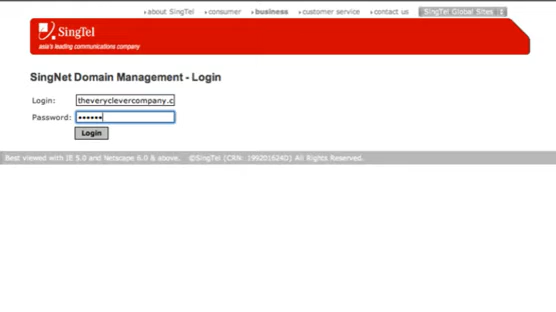 about SingTel consumer business customer service contact us SingTel Global Sites
SingTel
asia's leading communications company
SingNet Domain Management - Login
Login: theveryclevercompany.c
Password: ••••••
Login
Best viewed with IE 5.0 and Netscape 6.0 & above. ©SingTel (CRN: 199201624D) All Rights Reserved.